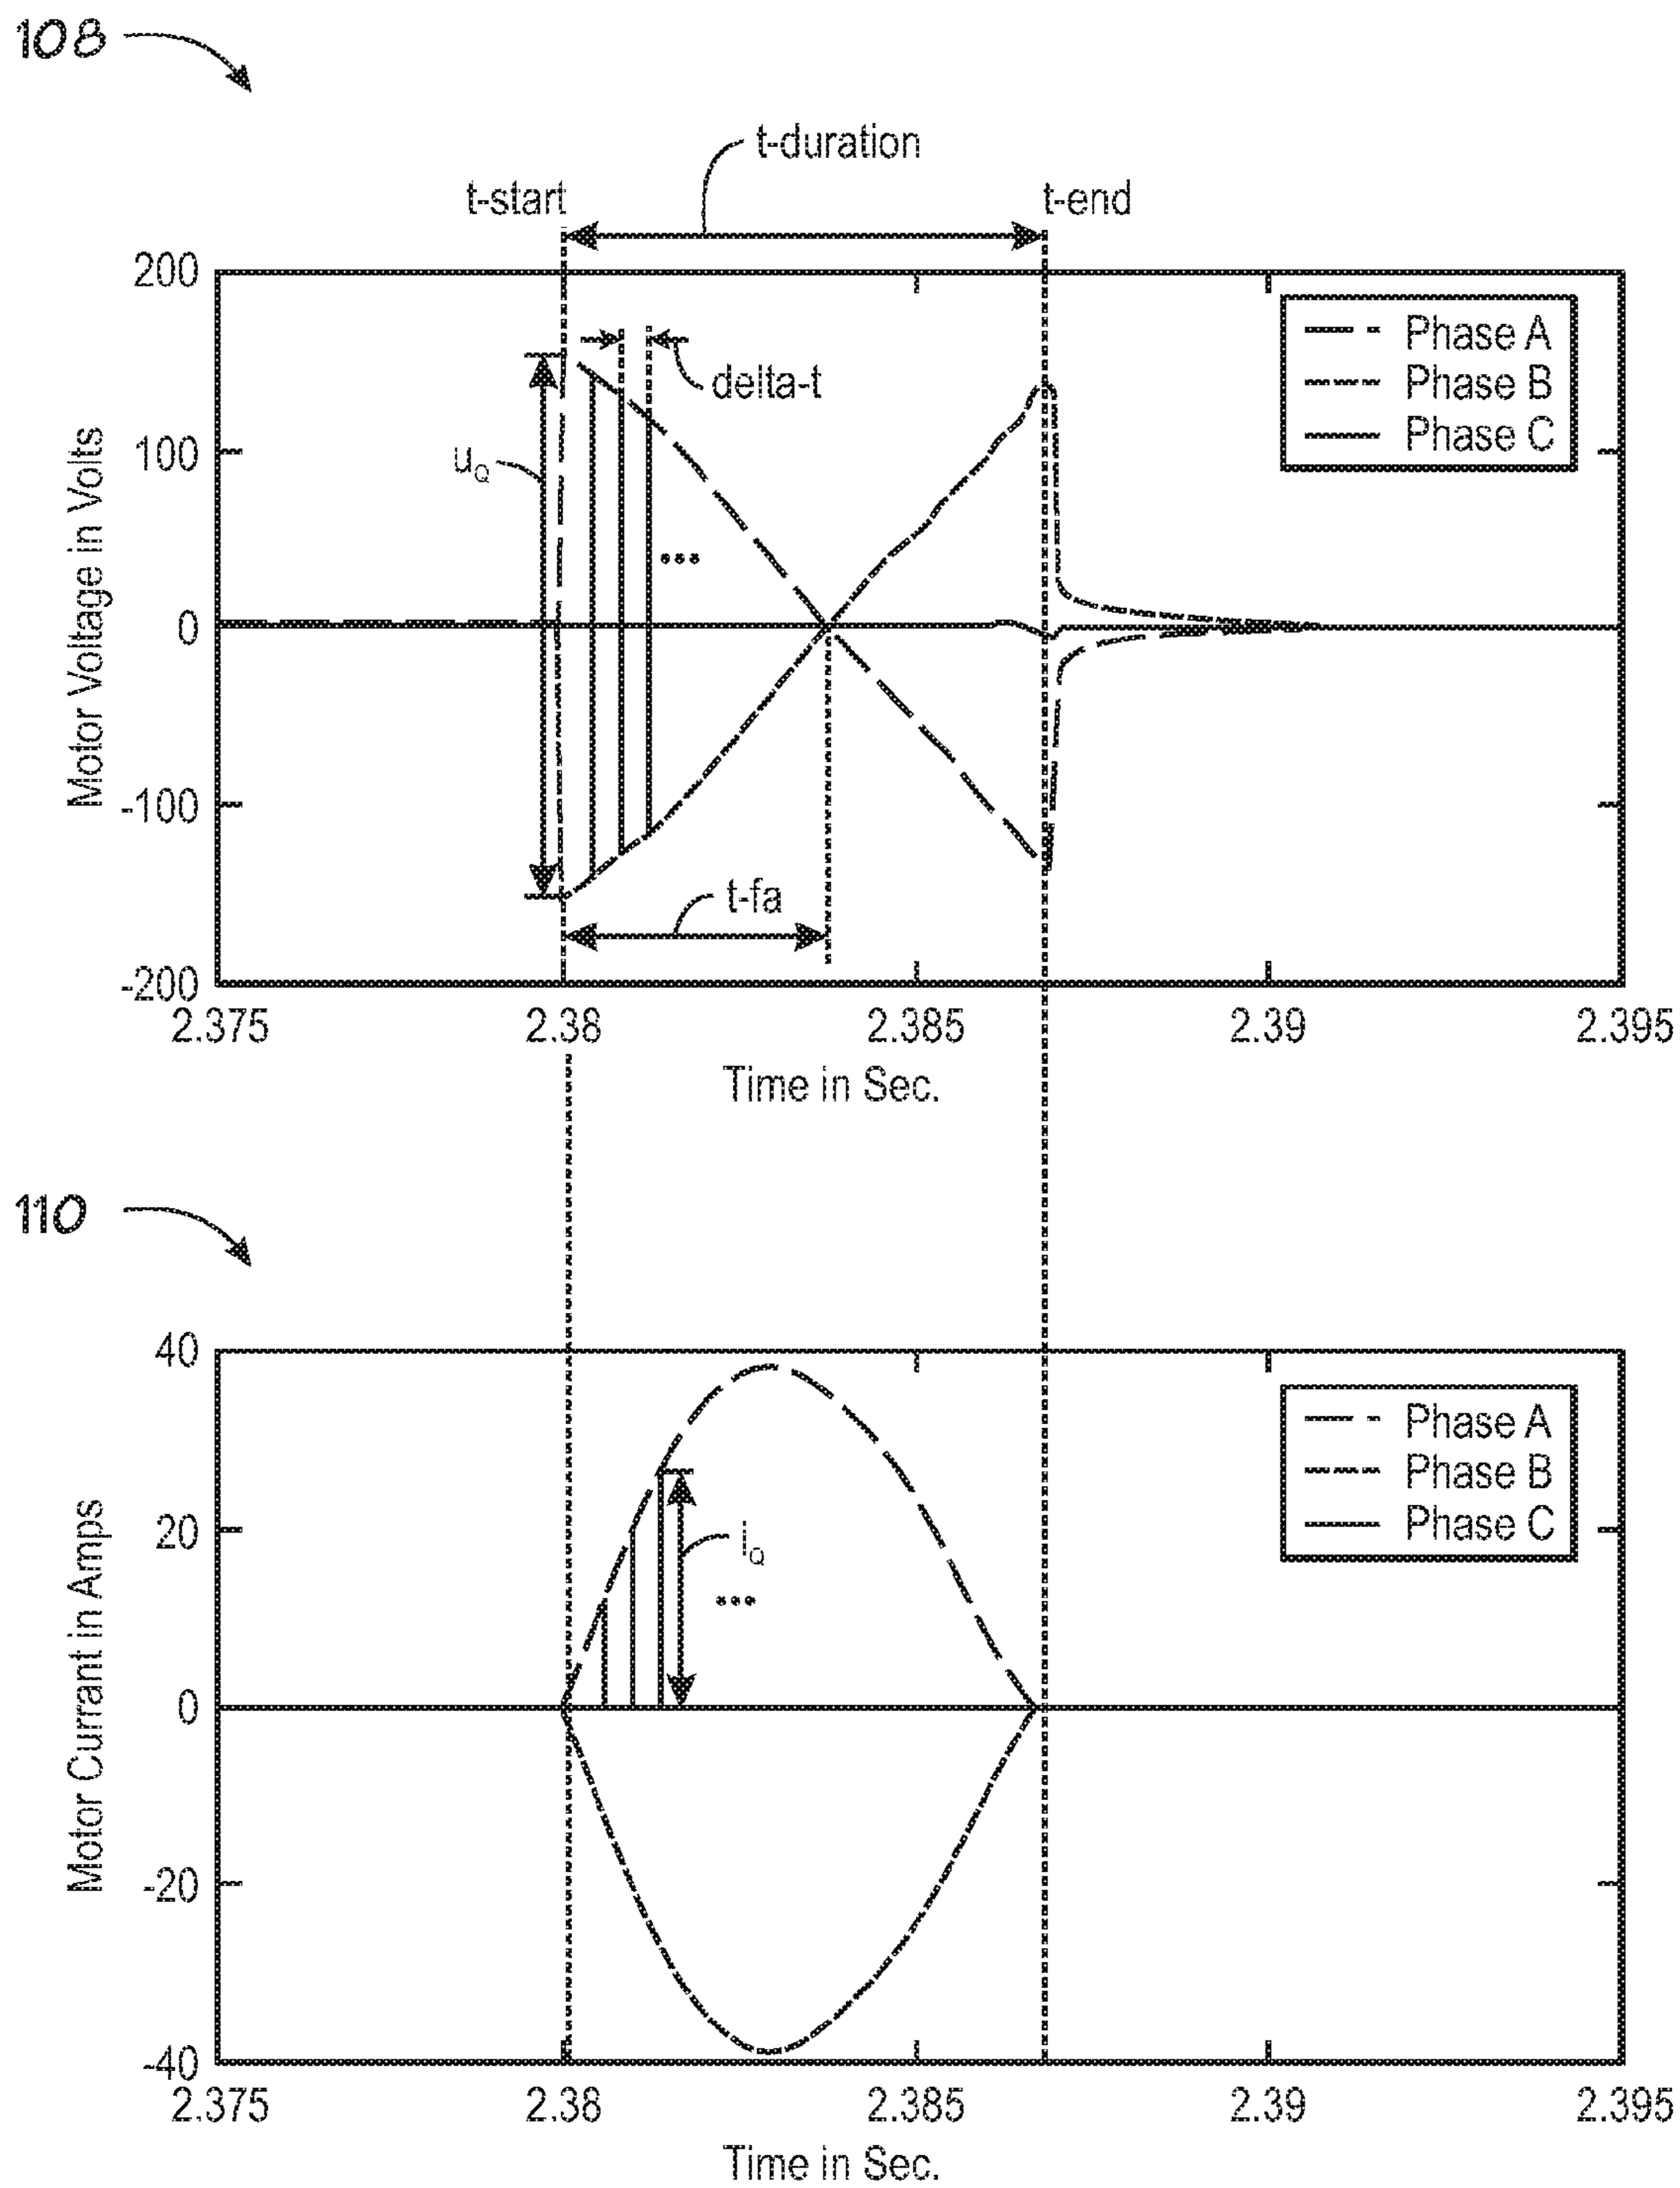 108
t-duration
t-start
t-end
200
100
0
-100
-200
Motor Voltage in Volts
u_Q
delta-t
...
t-fa
Phase A
Phase B
Phase C
2.375
2.38
2.385
2.39
2.395
Time in Sec.
110
40
20
0
-20
-40
Motor Currant in Amps
i_Q
...
Phase A
Phase B
Phase C
2.375
2.38
2.385
2.39
2.395
Time in Sec.